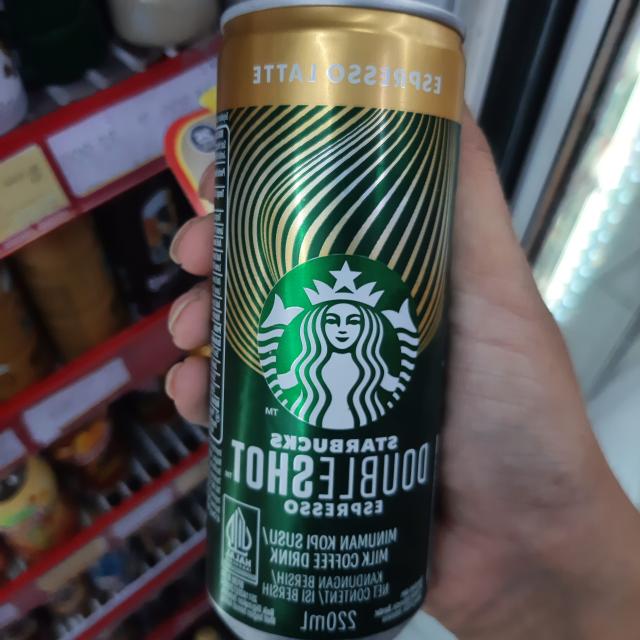 ESPRESSO LATTE
TM
STARBUCKS
DOUBLESHOT
ESPRESSO
MINUMAN KOPI SUSU/
MILK COFFEE DRINK
KANDUNGAN BERSIH/
NET CONTENT/ISI BERSIH
220mL